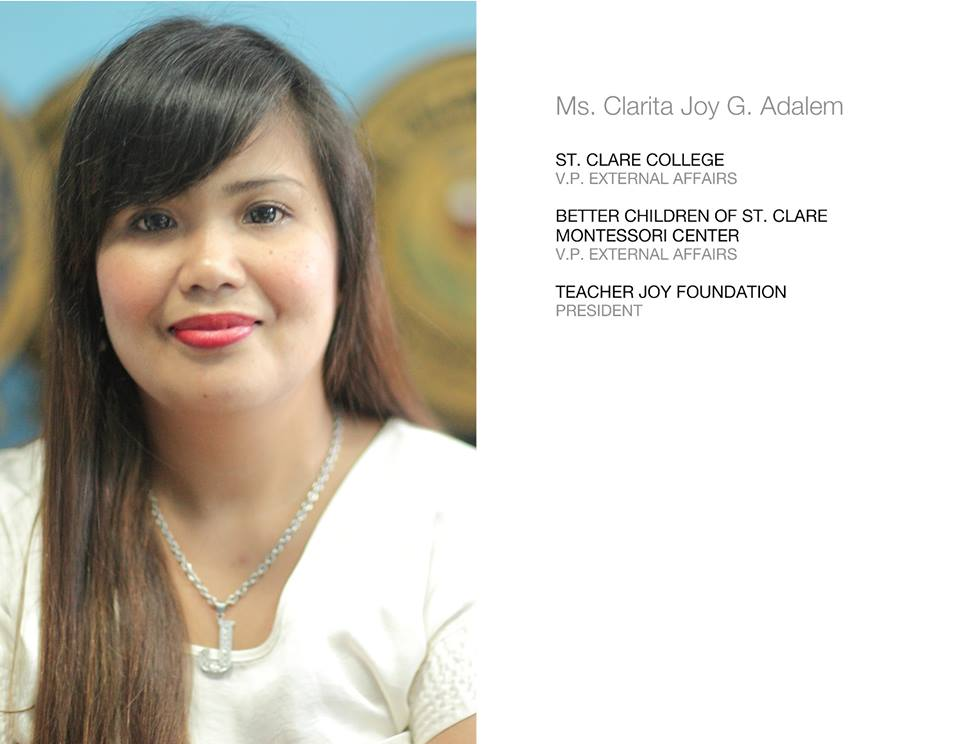 Ms. Clarita Joy G. Adalem
ST. CLARE COLLEGE
V.P. EXTERNAL AFFAIRS
BETTER CHILDREN OF ST. CLARE
MONTESSORI CENTER
V.P. EXTERNAL AFFAIRS
TEACHER JOY FOUNDATION
PRESIDENT
J